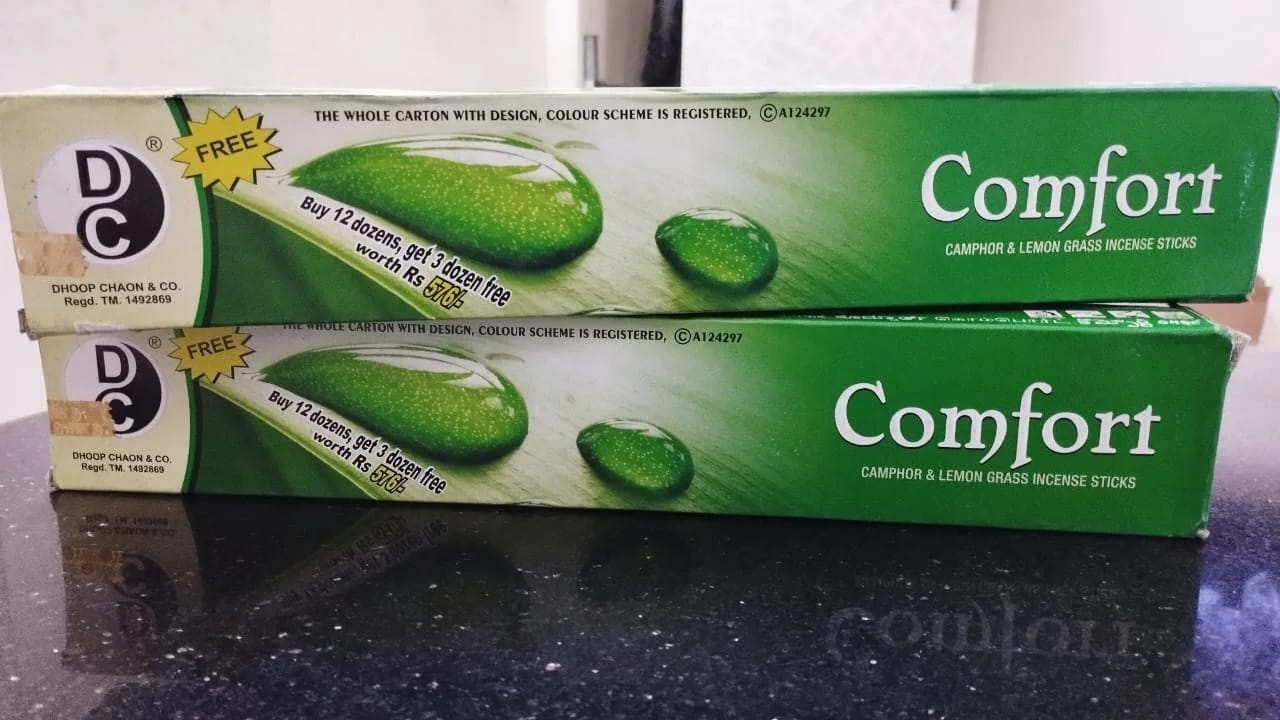 THE WHOLE CARTON WITH DESIGN, COLOUR SCHEME IS REGISTERED, ©A124297
DC®
FREE
Buy 12 dozens, get 3 dozen free
worth Rs 576/-
Comfort
CAMPHOR & LEMON GRASS INCENSE STICKS
DHOOP CHAON & CO.
Regd. TM. 1492869
THE WHOLE CARTON WITH DESIGN, COLOUR SCHEME IS REGISTERED, ©A124297
DC®
FREE
Buy 12 dozens, get 3 dozen free
worth Rs 576/-
Comfort
CAMPHOR & LEMON GRASS INCENSE STICKS
DHOOP CHAON & CO.
Regd. TM. 1492869